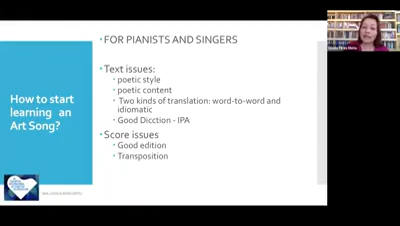 • FOR PIANISTS AND SINGERS
How to start
learning an
Art Song?
• Text issues:
• poetic style
• poetic content
• Two kinds of translation: word-to-word and
idiomatic
• Good Dicction - IPA
• Score issues
• Good edition
• Transposition